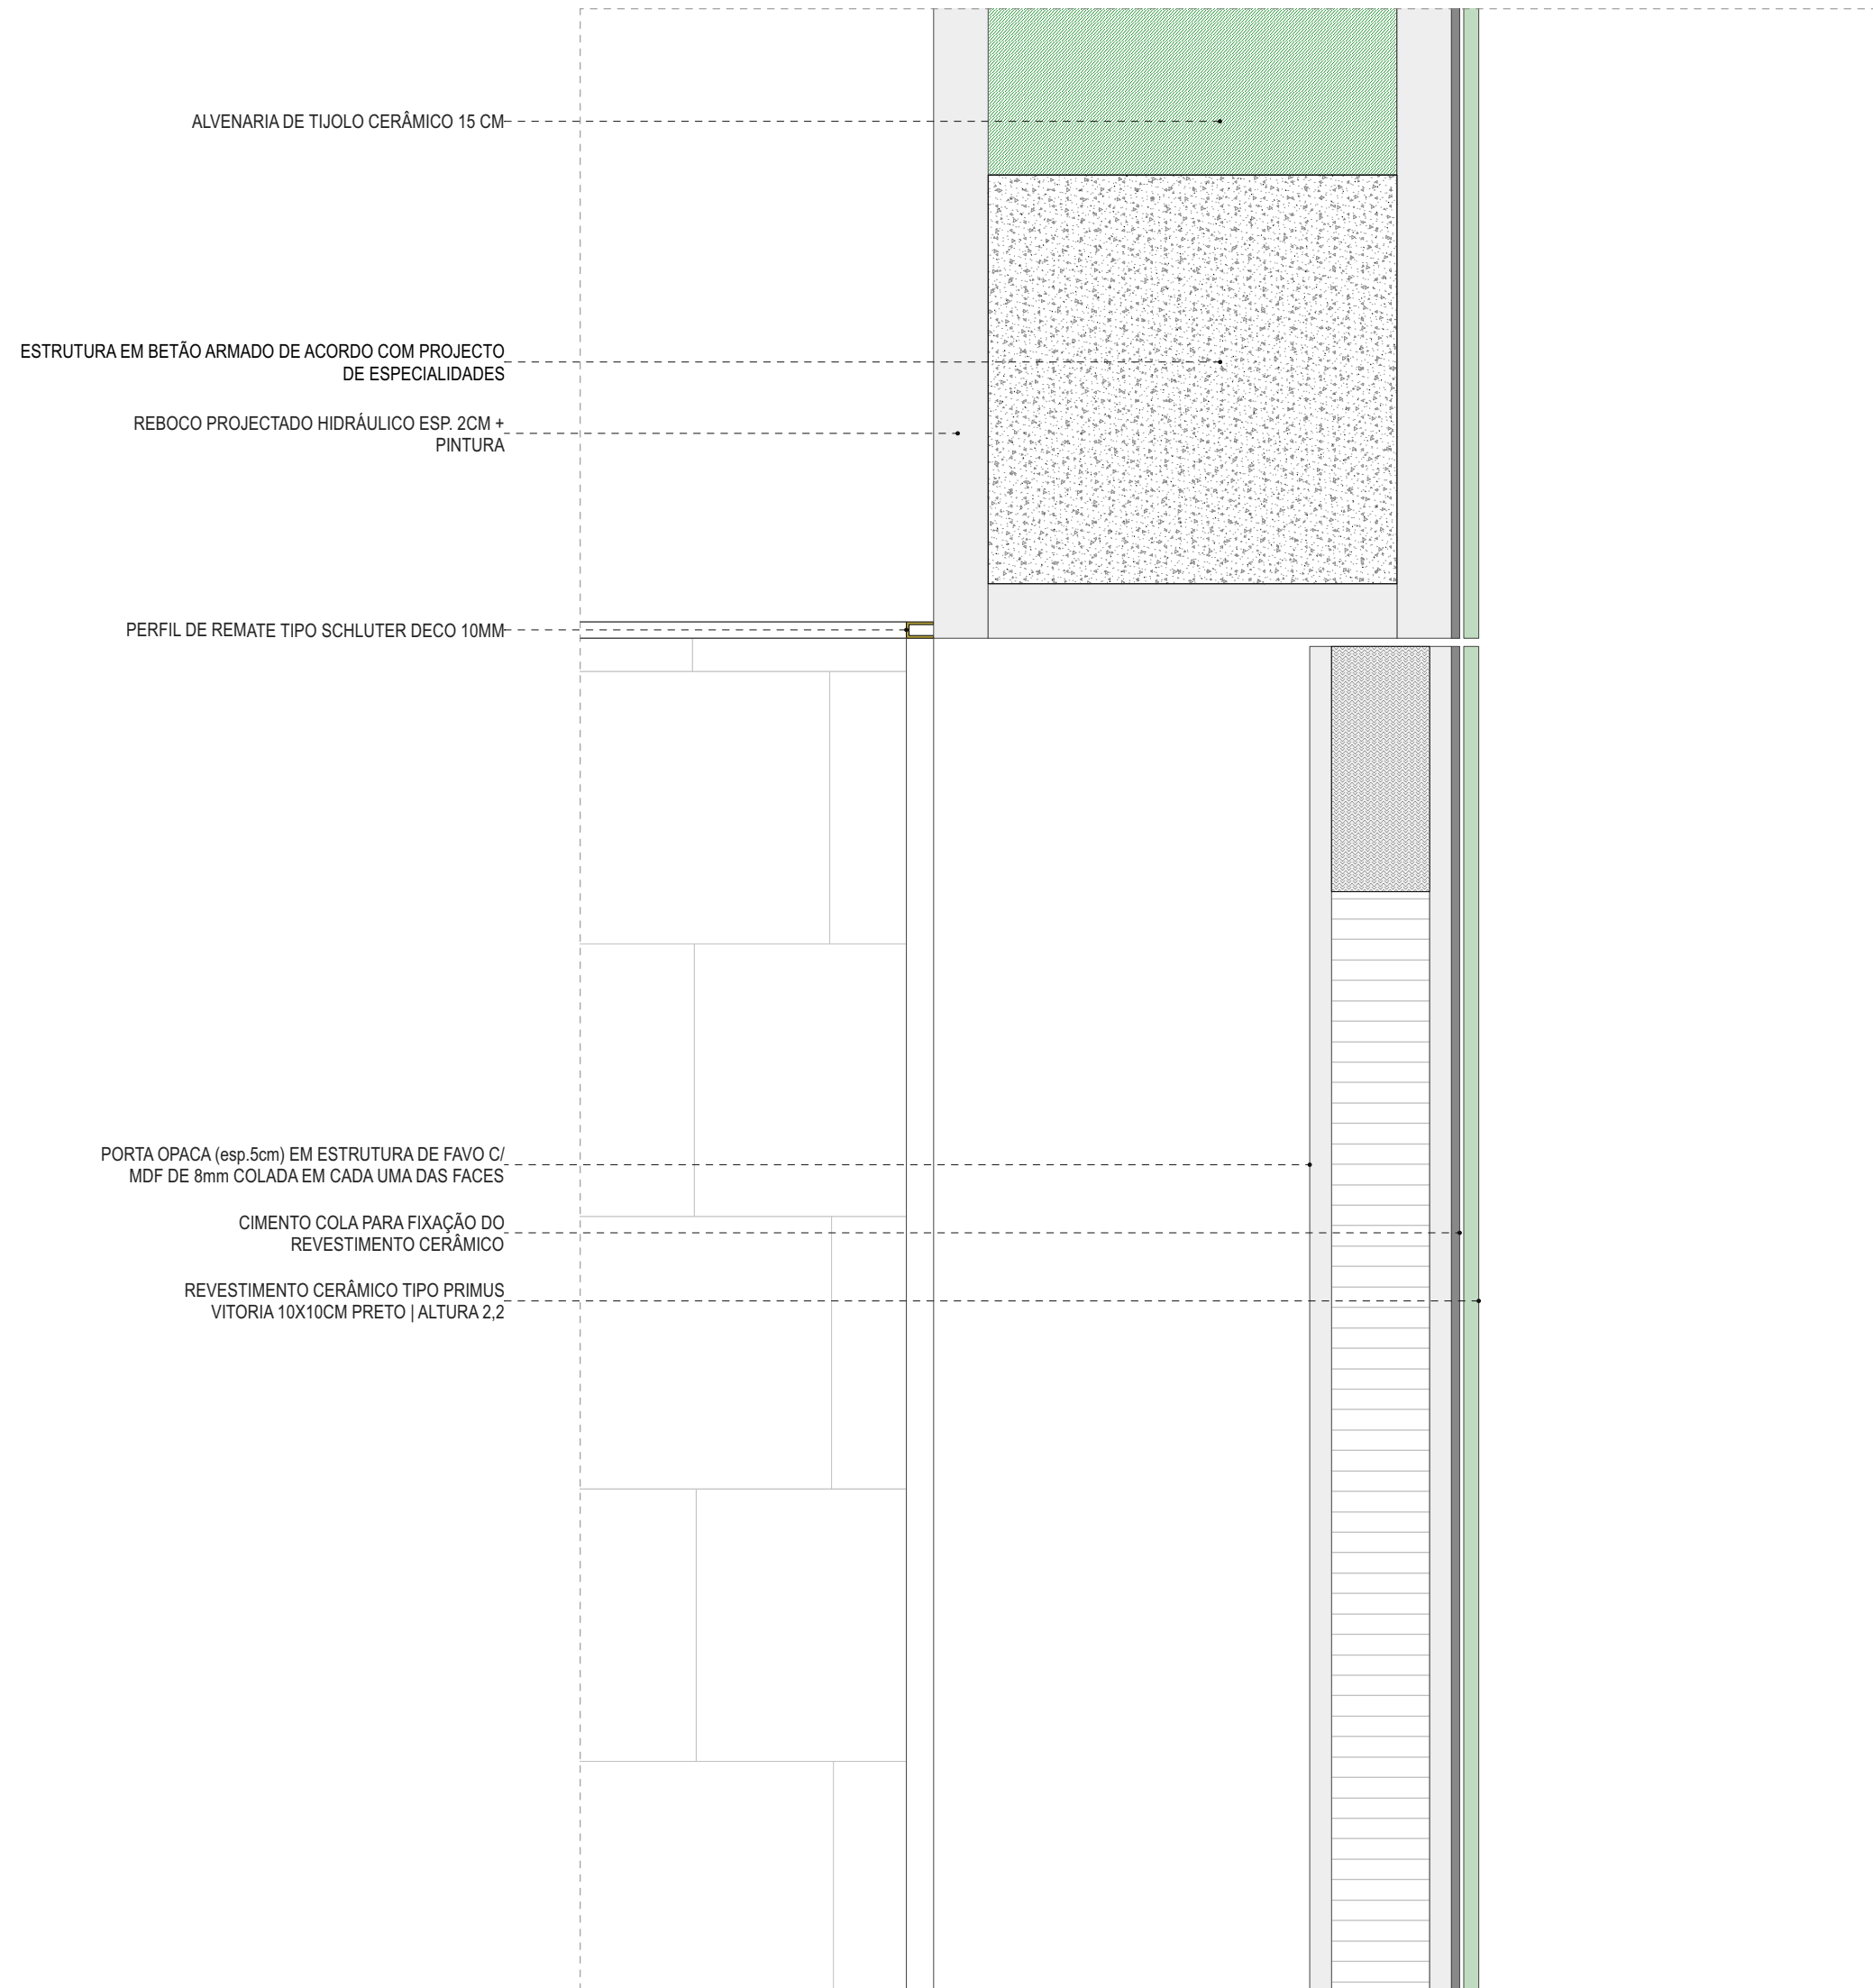 ALVENARIA DE TIJOLO CERÂMICO 15 CM
ESTRUTURA EM BETÃO ARMADO DE ACORDO COM PROJECTO
DE ESPECIALIDADES
REBOCO PROJECTADO HIDRÁULICO ESP. 2CM +
PINTURA
PERFIL DE REMATE TIPO SCHLUTER DECO 10MM
PORTA OPACA (esp.5cm) EM ESTRUTURA DE FAVO C/
MDF DE 8mm COLADA EM CADA UMA DAS FACES
CIMENTO COLA PARA FIXAÇÃO DO
REVESTIMENTO CERÂMICO
REVESTIMENTO CERÂMICO TIPO PRIMUS
VITORIA 10X10CM PRETO | ALTURA 2,2